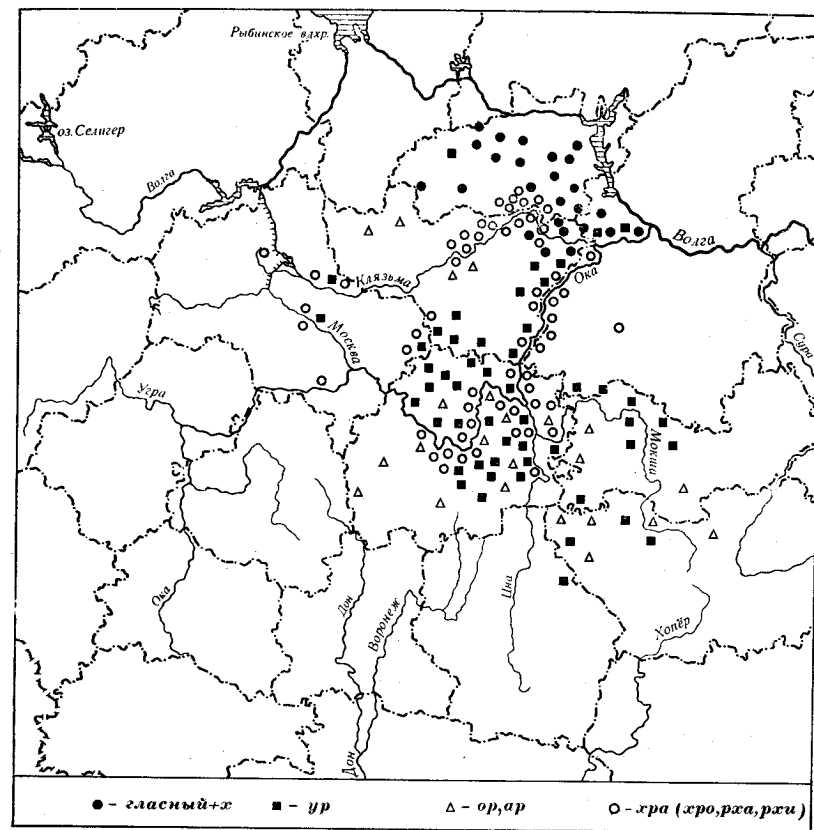 Рыбинское вдхр.
оз. Селигер
Волга
Волга
Клязьма
Ока
Москва
Сура
Угра
Мокша
Ока
Дон
Воронеж
Цна
Хопёр
Дон
● - гласный+х ■ - ур △ - ор, ар ○ - хра (хро, рха, рхи)